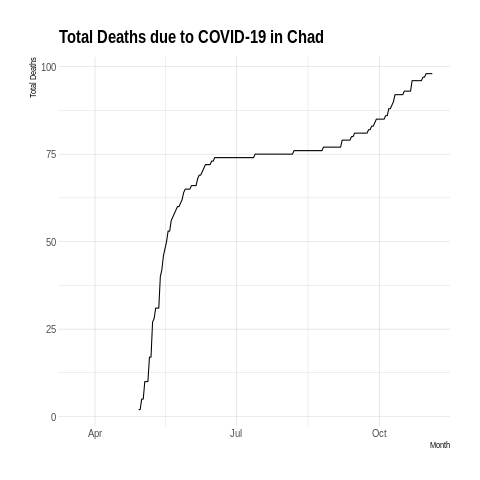 Total Deaths due to COVID-19 in Chad
Total Deaths
100
75
50
25
0
Apr
Jul
Oct
Month